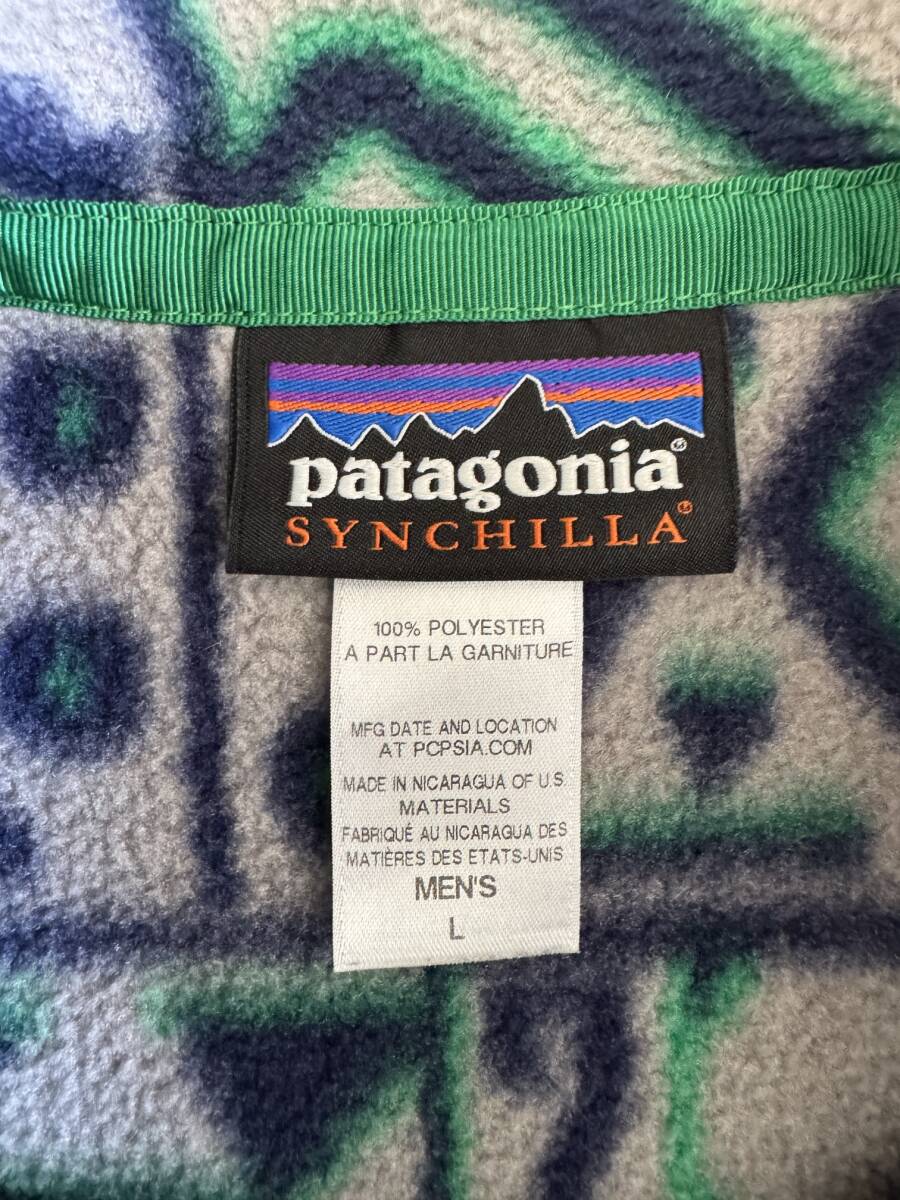 patagonia®
SYNCHILLA®
100% POLYESTER
A PART LA GARNITURE
MFG DATE AND LOCATION
AT PCPSIA.COM
MADE IN NICARAGUA OF U.S.
MATERIALS
FABRIQUÉ AU NICARAGUA DES
MATIÈRES DES ETATS-UNIS
MEN'S
L